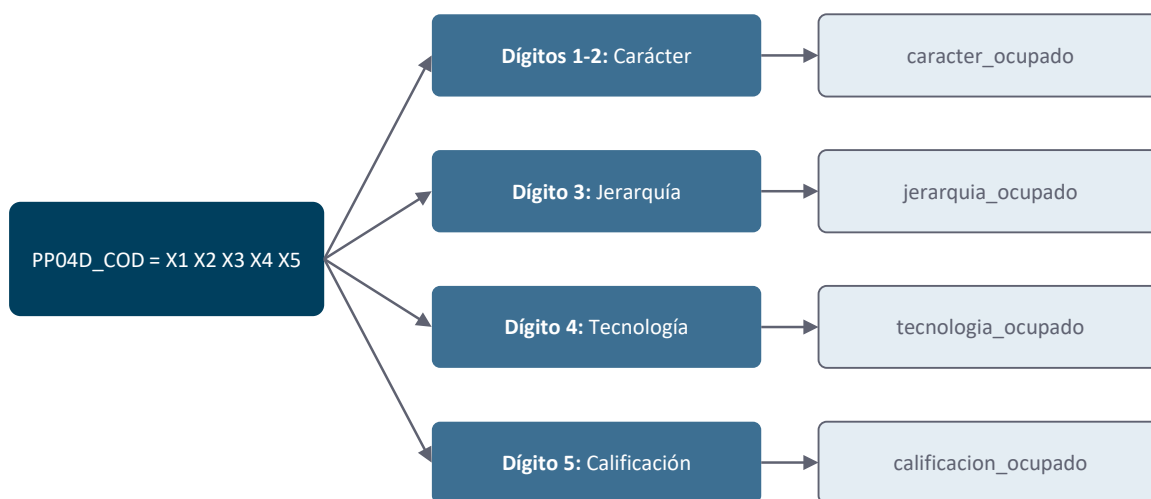 Dígitos 1-2: Carácter
caracter_ocupado
Dígito 3: Jerarquía
jerarquia_ocupado
PP04D_COD = X1 X2 X3 X4 X5
Dígito 4: Tecnología
tecnologia_ocupado
Dígito 5: Calificación
calificacion_ocupado